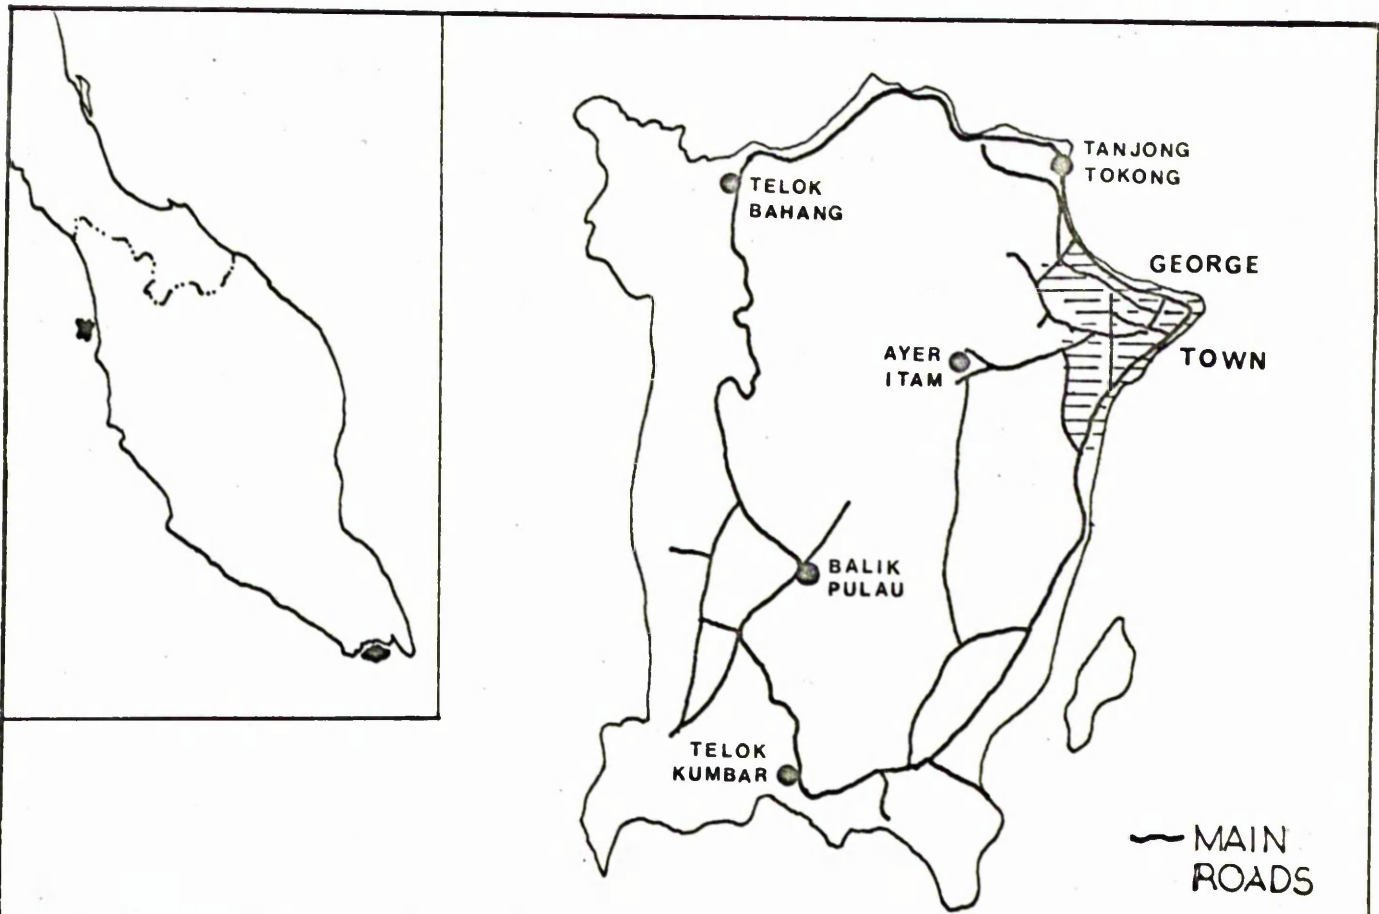 TANJONG
TOKONG
TELOK
BAHANG
GEORGE
TOWN
AYER
ITAM
BALIK
PULAU
TELOK
KUMBAR
MAIN
ROADS